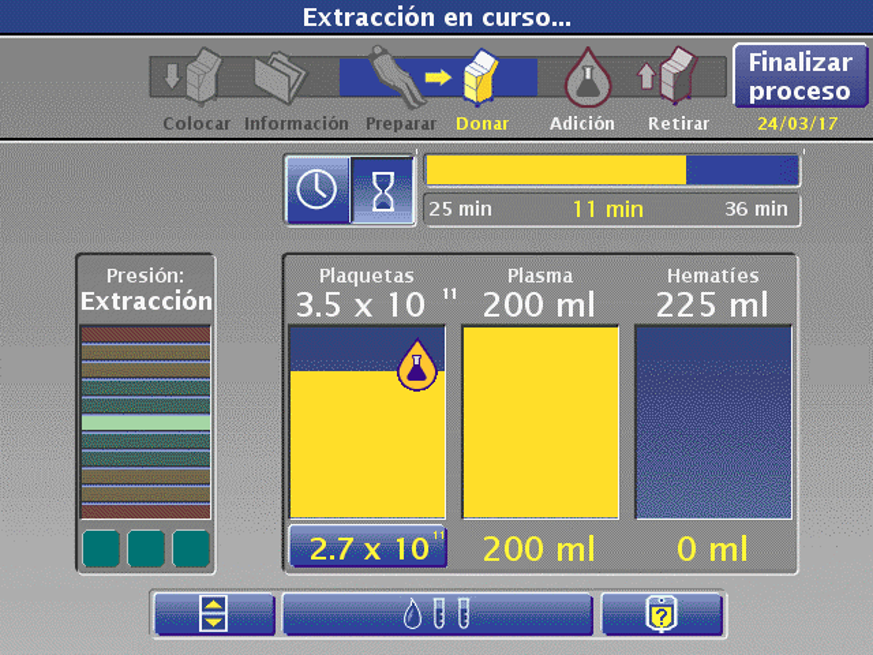 Extracción en curso...
Finalizar
proceso
Colocar Información Preparar Donar Adición Retirar 24/03/17
25 min 11 min 36 min
Presión:
Extracción
Plaquetas Plasma Hematíes
3.5 x 10 11 200 ml 225 ml
2.7 x 10 11 200 ml 0 ml
?